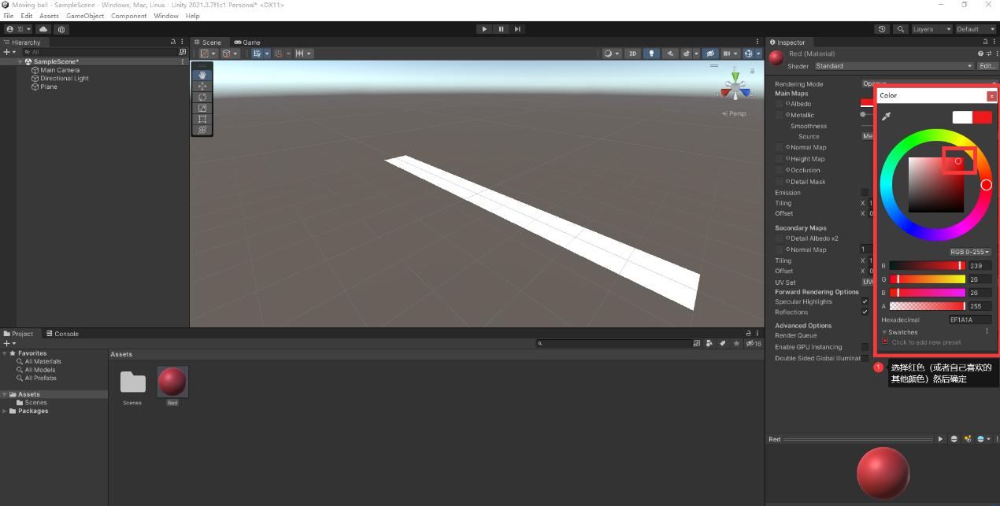 Moving ball - SampleScene - Windows, Mac, Linux - Unity 2021.3.7f1c1 Personal* <DX11>
File Edit Assets GameObject Component Window Help
Layers Default
Hierarchy
All
SampleScene*
Main Camera
Directional Light
Plane
Scene Game
2D
Persp
Inspector
Red (Material)
Shader Standard Edit...
Rendering Mode Opaque
Main Maps
Albedo
Metallic
Smoothness
Source Me
Normal Map
Height Map
Occlusion
Detail Mask
Emission
Tiling X 1
Offset X 0
Secondary Maps
Detail Albedo x2
Normal Map 1
Tiling X 1
Offset X 0
UV Set UV
Forward Rendering Options
Specular Highlights
Reflections
Advanced Options
Render Queue
Enable GPU Instancing
Double Sided Global Illuminat
Color
RGB 0-255
R 239
G 26
B 26
A 255
Hexadecimal EF1A1A
Swatches
Click to add new preset
1 选择红色（或者自己喜欢的
其他颜色）然后确定
Project Console
16
Favorites
All Materials
All Models
All Prefabs
Assets
Scenes
Packages
Assets
Scenes
Red
Red